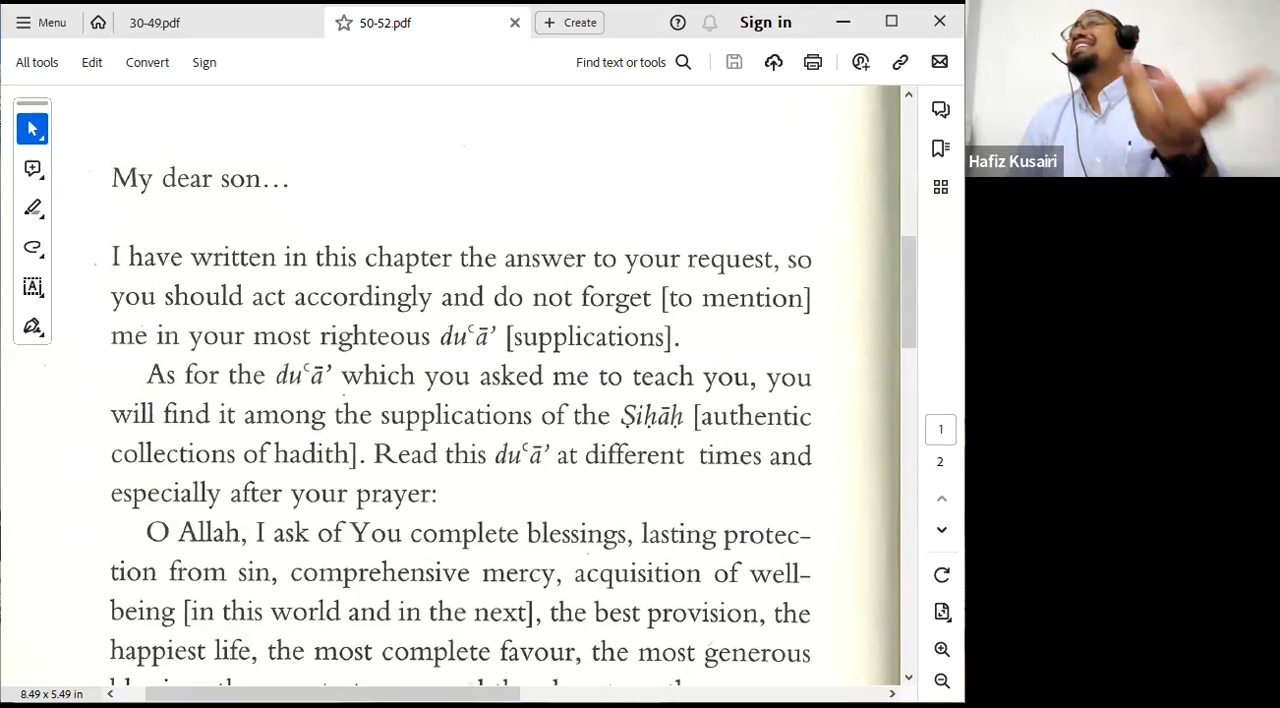 Menu
30-49.pdf
50-52.pdf
Create
Sign in
All tools
Edit
Convert
Sign
Find text or tools
My dear son…
I have written in this chapter the answer to your request, so
you should act accordingly and do not forget [to mention]
me in your most righteous duʿā’ [supplications].
As for the duʿā’ which you asked me to teach you, you
will find it among the supplications of the Ṣiḥāḥ [authentic
collections of hadith]. Read this duʿā’ at different times and
especially after your prayer:
O Allah, I ask of You complete blessings, lasting protec-
tion from sin, comprehensive mercy, acquisition of well-
being [in this world and in the next], the best provision, the
happiest life, the most complete favour, the most generous
1
2
8.49 x 5.49 in
Hafiz Kusairi